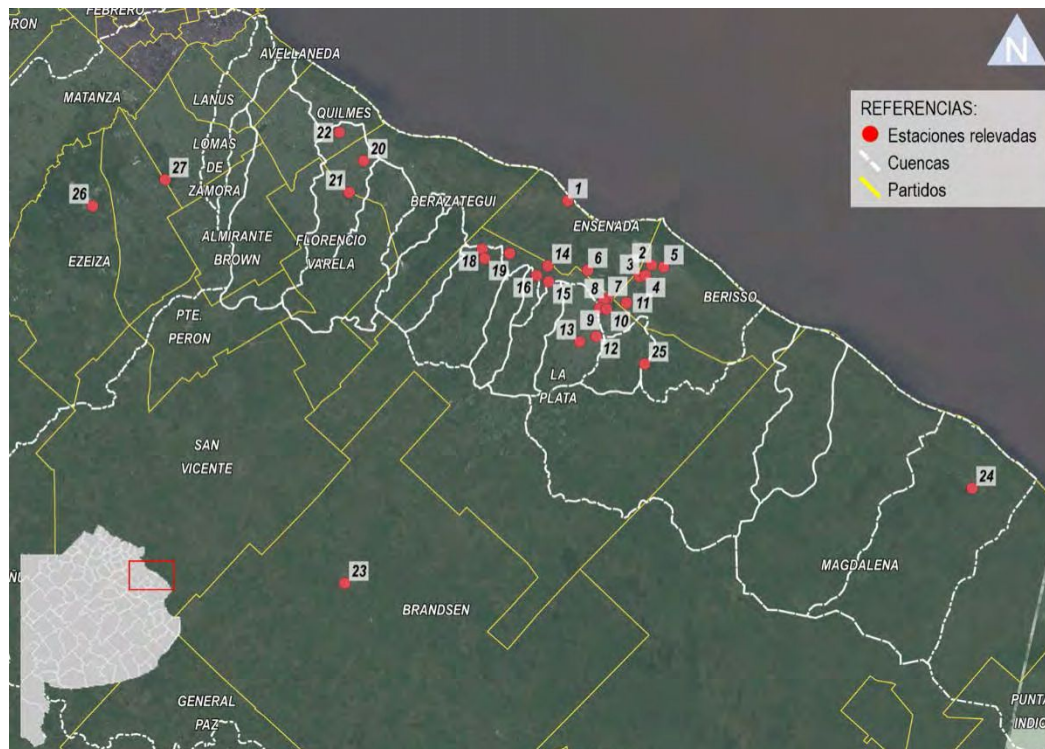 FEBRERO
ORON
AVELLANEDA
MATANZA
LANUS
QUILMES
22
LOMAS
DE
ZAMORA
20
27
21
26
1
BERAZATEGUI
ENSENADA
EZEIZA
ALMIRANTE
BROWN
FLORENCIO
VARELA
18
19
14
6
2
3
5
4
16
15
8
7
11
BERISSO
9
10
13
12
25
PTE.
PERON
LA
PLATA
SAN
VICENTE
24
23
MAGDALENA
BRANDSEN
GENERAL
PAZ
PUNTA
INDIO
N
REFERENCIAS:
Estaciones relevadas
Cuencas
Partidos